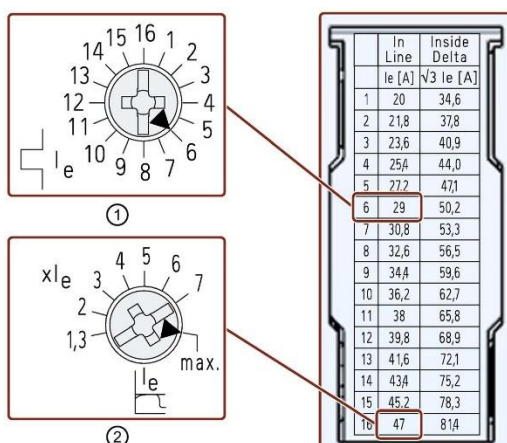 15 16 1
14 2
13 3
12 4
11 5
10 6
9 8 7
Ie
①
xIe
4 5 6
3 7
2
1,3
max.
Ie
②
In Line Inside Delta
Ie [A] √3 Ie [A]
1 20 34,6
2 21,8 37,8
3 23,6 40,9
4 25,4 44,0
5 27,2 47,1
6 29 50,2
7 30,8 53,3
8 32,6 56,5
9 34,4 59,6
10 36,2 62,7
11 38 65,8
12 39,8 68,9
13 41,6 72,1
14 43,4 75,2
15 45,2 78,3
16 47 81,4